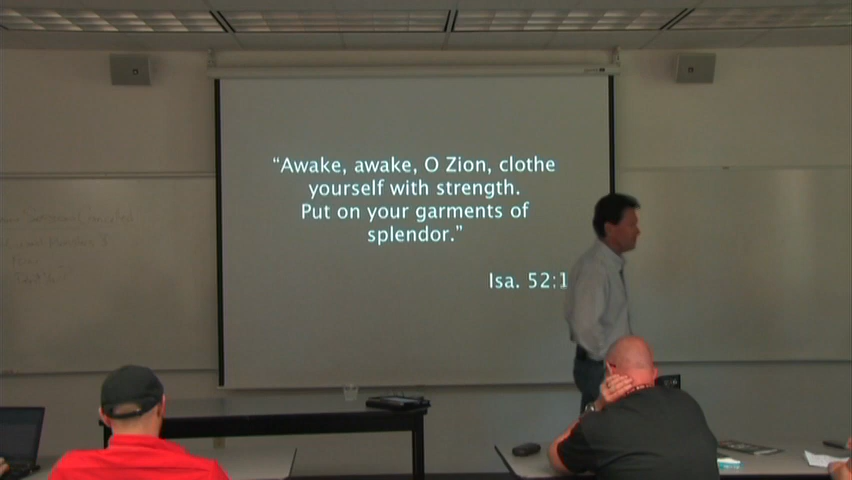 “Awake, awake, O Zion, clothe
yourself with strength.
Put on your garments of
splendor.”
Isa. 52:1